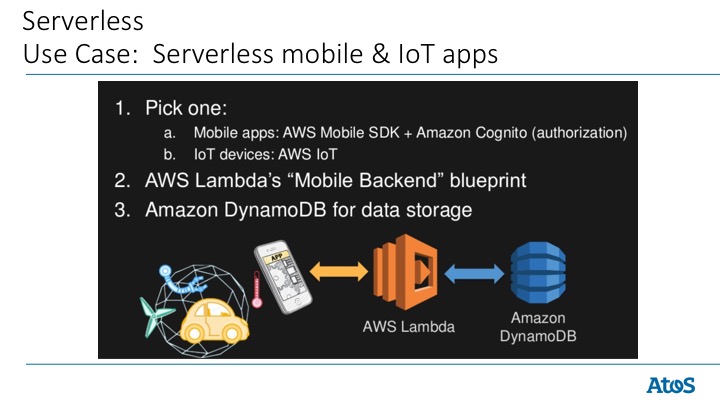 Serverless
Use Case:  Serverless mobile & IoT apps
1. Pick one:
a. Mobile apps: AWS Mobile SDK + Amazon Cognito (authorization)
b. IoT devices: AWS IoT
2. AWS Lambda’s “Mobile Backend” blueprint
3. Amazon DynamoDB for data storage
APP
AWS Lambda
Amazon
DynamoDB
Atos